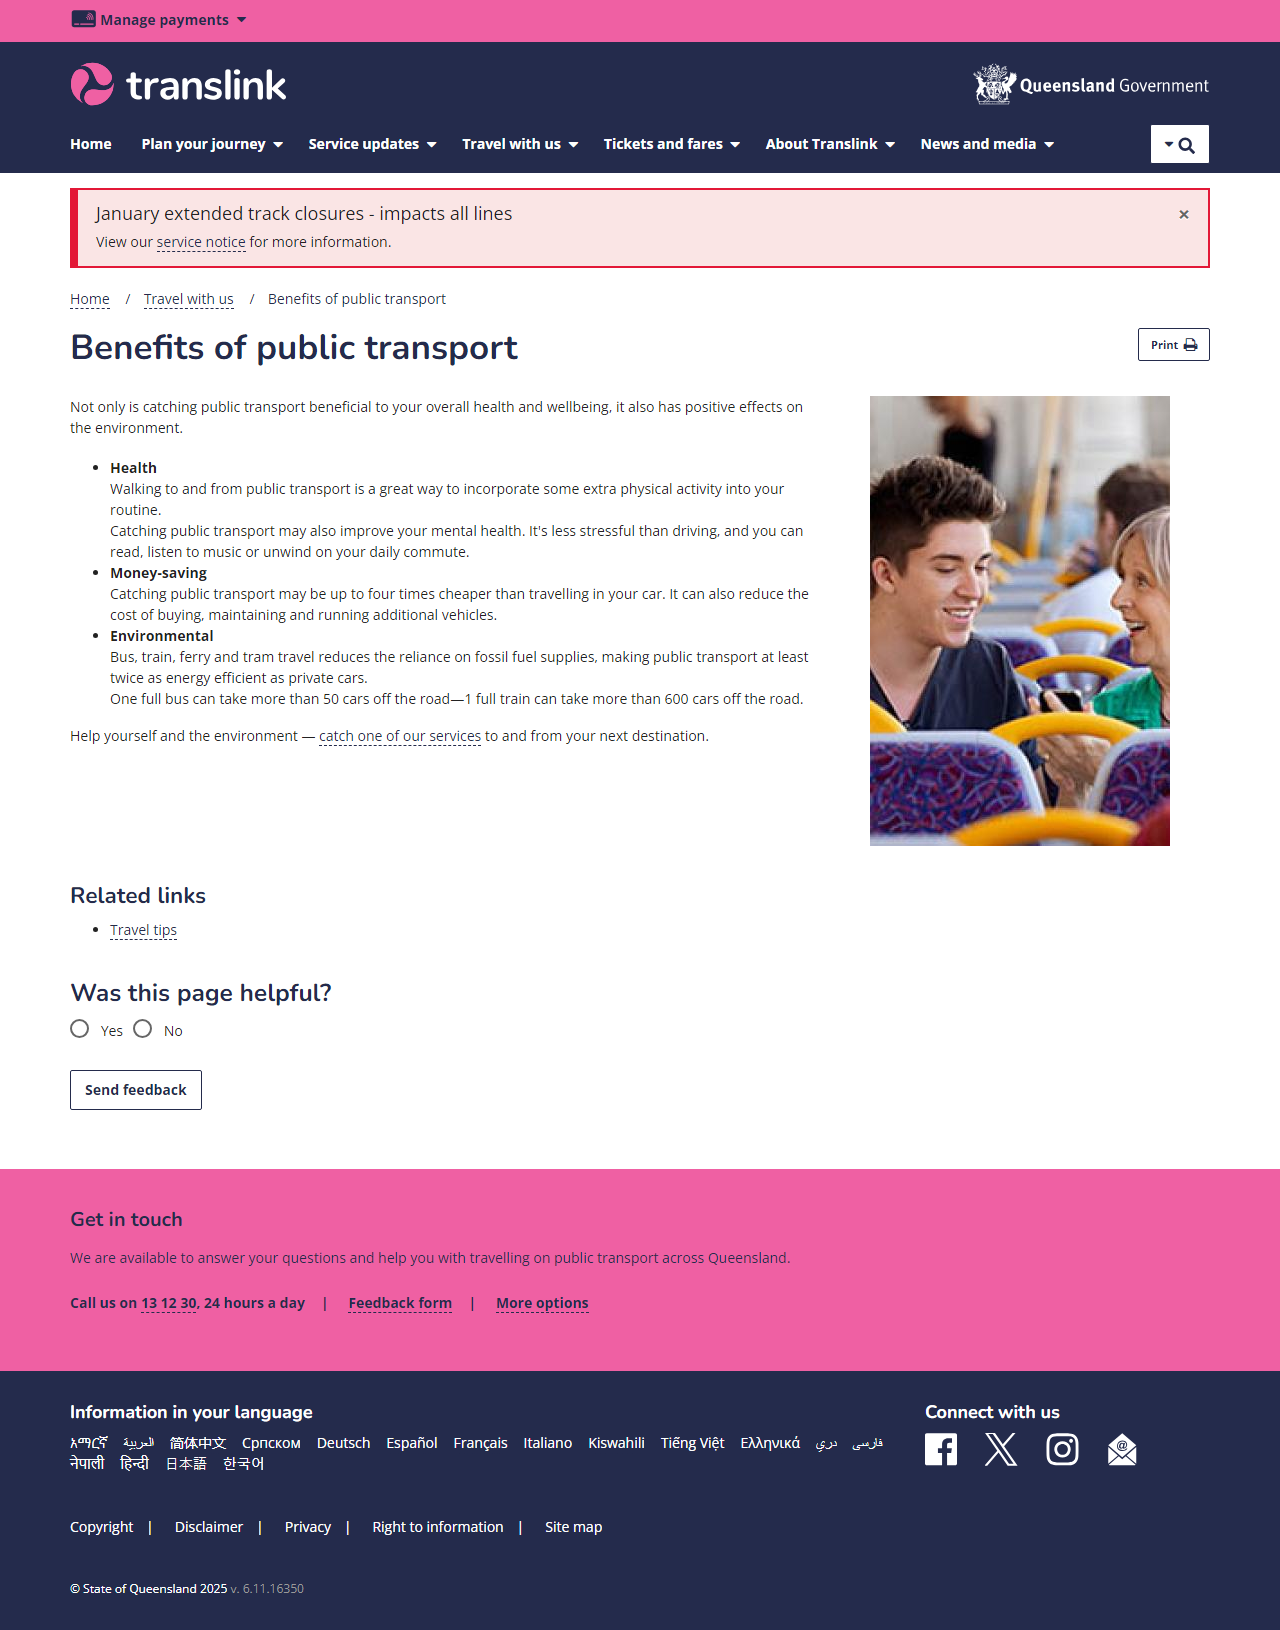 Manage payments
translink
Queensland Government
Home Plan your journey Service updates Travel with us Tickets and fares About Translink News and media
January extended track closures - impacts all lines ×
View our service notice for more information.
Home / Travel with us / Benefits of public transport
Benefits of public transport
Print
Not only is catching public transport beneficial to your overall health and wellbeing, it also has positive effects on
the environment.
• Health
Walking to and from public transport is a great way to incorporate some extra physical activity into your
routine.
Catching public transport may also improve your mental health. It's less stressful than driving, and you can
read, listen to music or unwind on your daily commute.
• Money-saving
Catching public transport may be up to four times cheaper than travelling in your car. It can also reduce the
cost of buying, maintaining and running additional vehicles.
• Environmental
Bus, train, ferry and tram travel reduces the reliance on fossil fuel supplies, making public transport at least
twice as energy efficient as private cars.
One full bus can take more than 50 cars off the road—1 full train can take more than 600 cars off the road.
Help yourself and the environment — catch one of our services to and from your next destination.
Related links
• Travel tips
Was this page helpful?
Yes No
Send feedback
Get in touch
We are available to answer your questions and help you with travelling on public transport across Queensland.
Call us on 13 12 30, 24 hours a day | Feedback form | More options
Information in your language
አማርኛ العربية 简体中文 Српском Deutsch Español Français Italiano Kiswahili Tiếng Việt Ελληνικά دري فارسی
नेपाली हिन्दी 日本語 한국어
Connect with us
Copyright | Disclaimer | Privacy | Right to information | Site map
© State of Queensland 2025 v. 6.11.16350